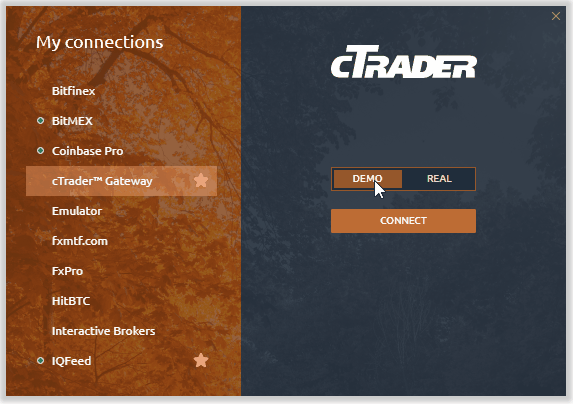 My connections
Bitfinex
BitMEX
Coinbase Pro
cTrader™ Gateway
Emulator
fxmtf.com
FxPro
HitBTC
Interactive Brokers
IQFeed
cTRADER
DEMO REAL
CONNECT